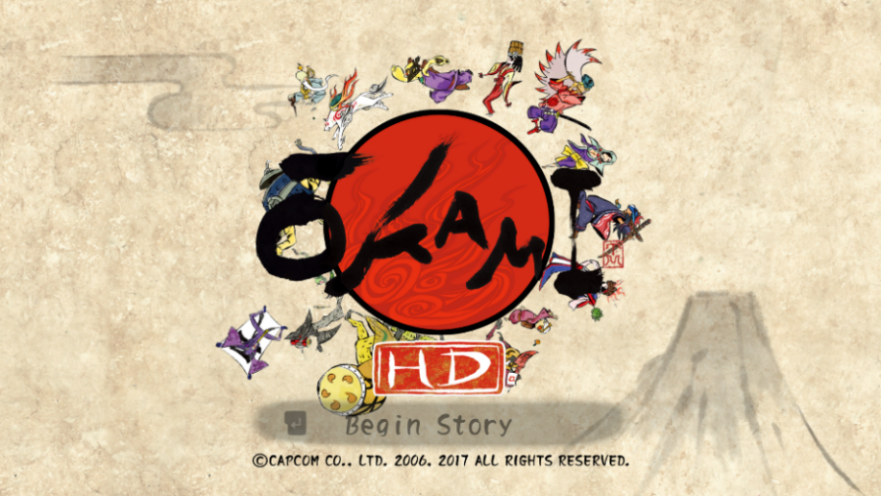 ŌKAMI
HD
Begin Story
©CAPCOM CO., LTD. 2006, 2017 ALL RIGHTS RESERVED.